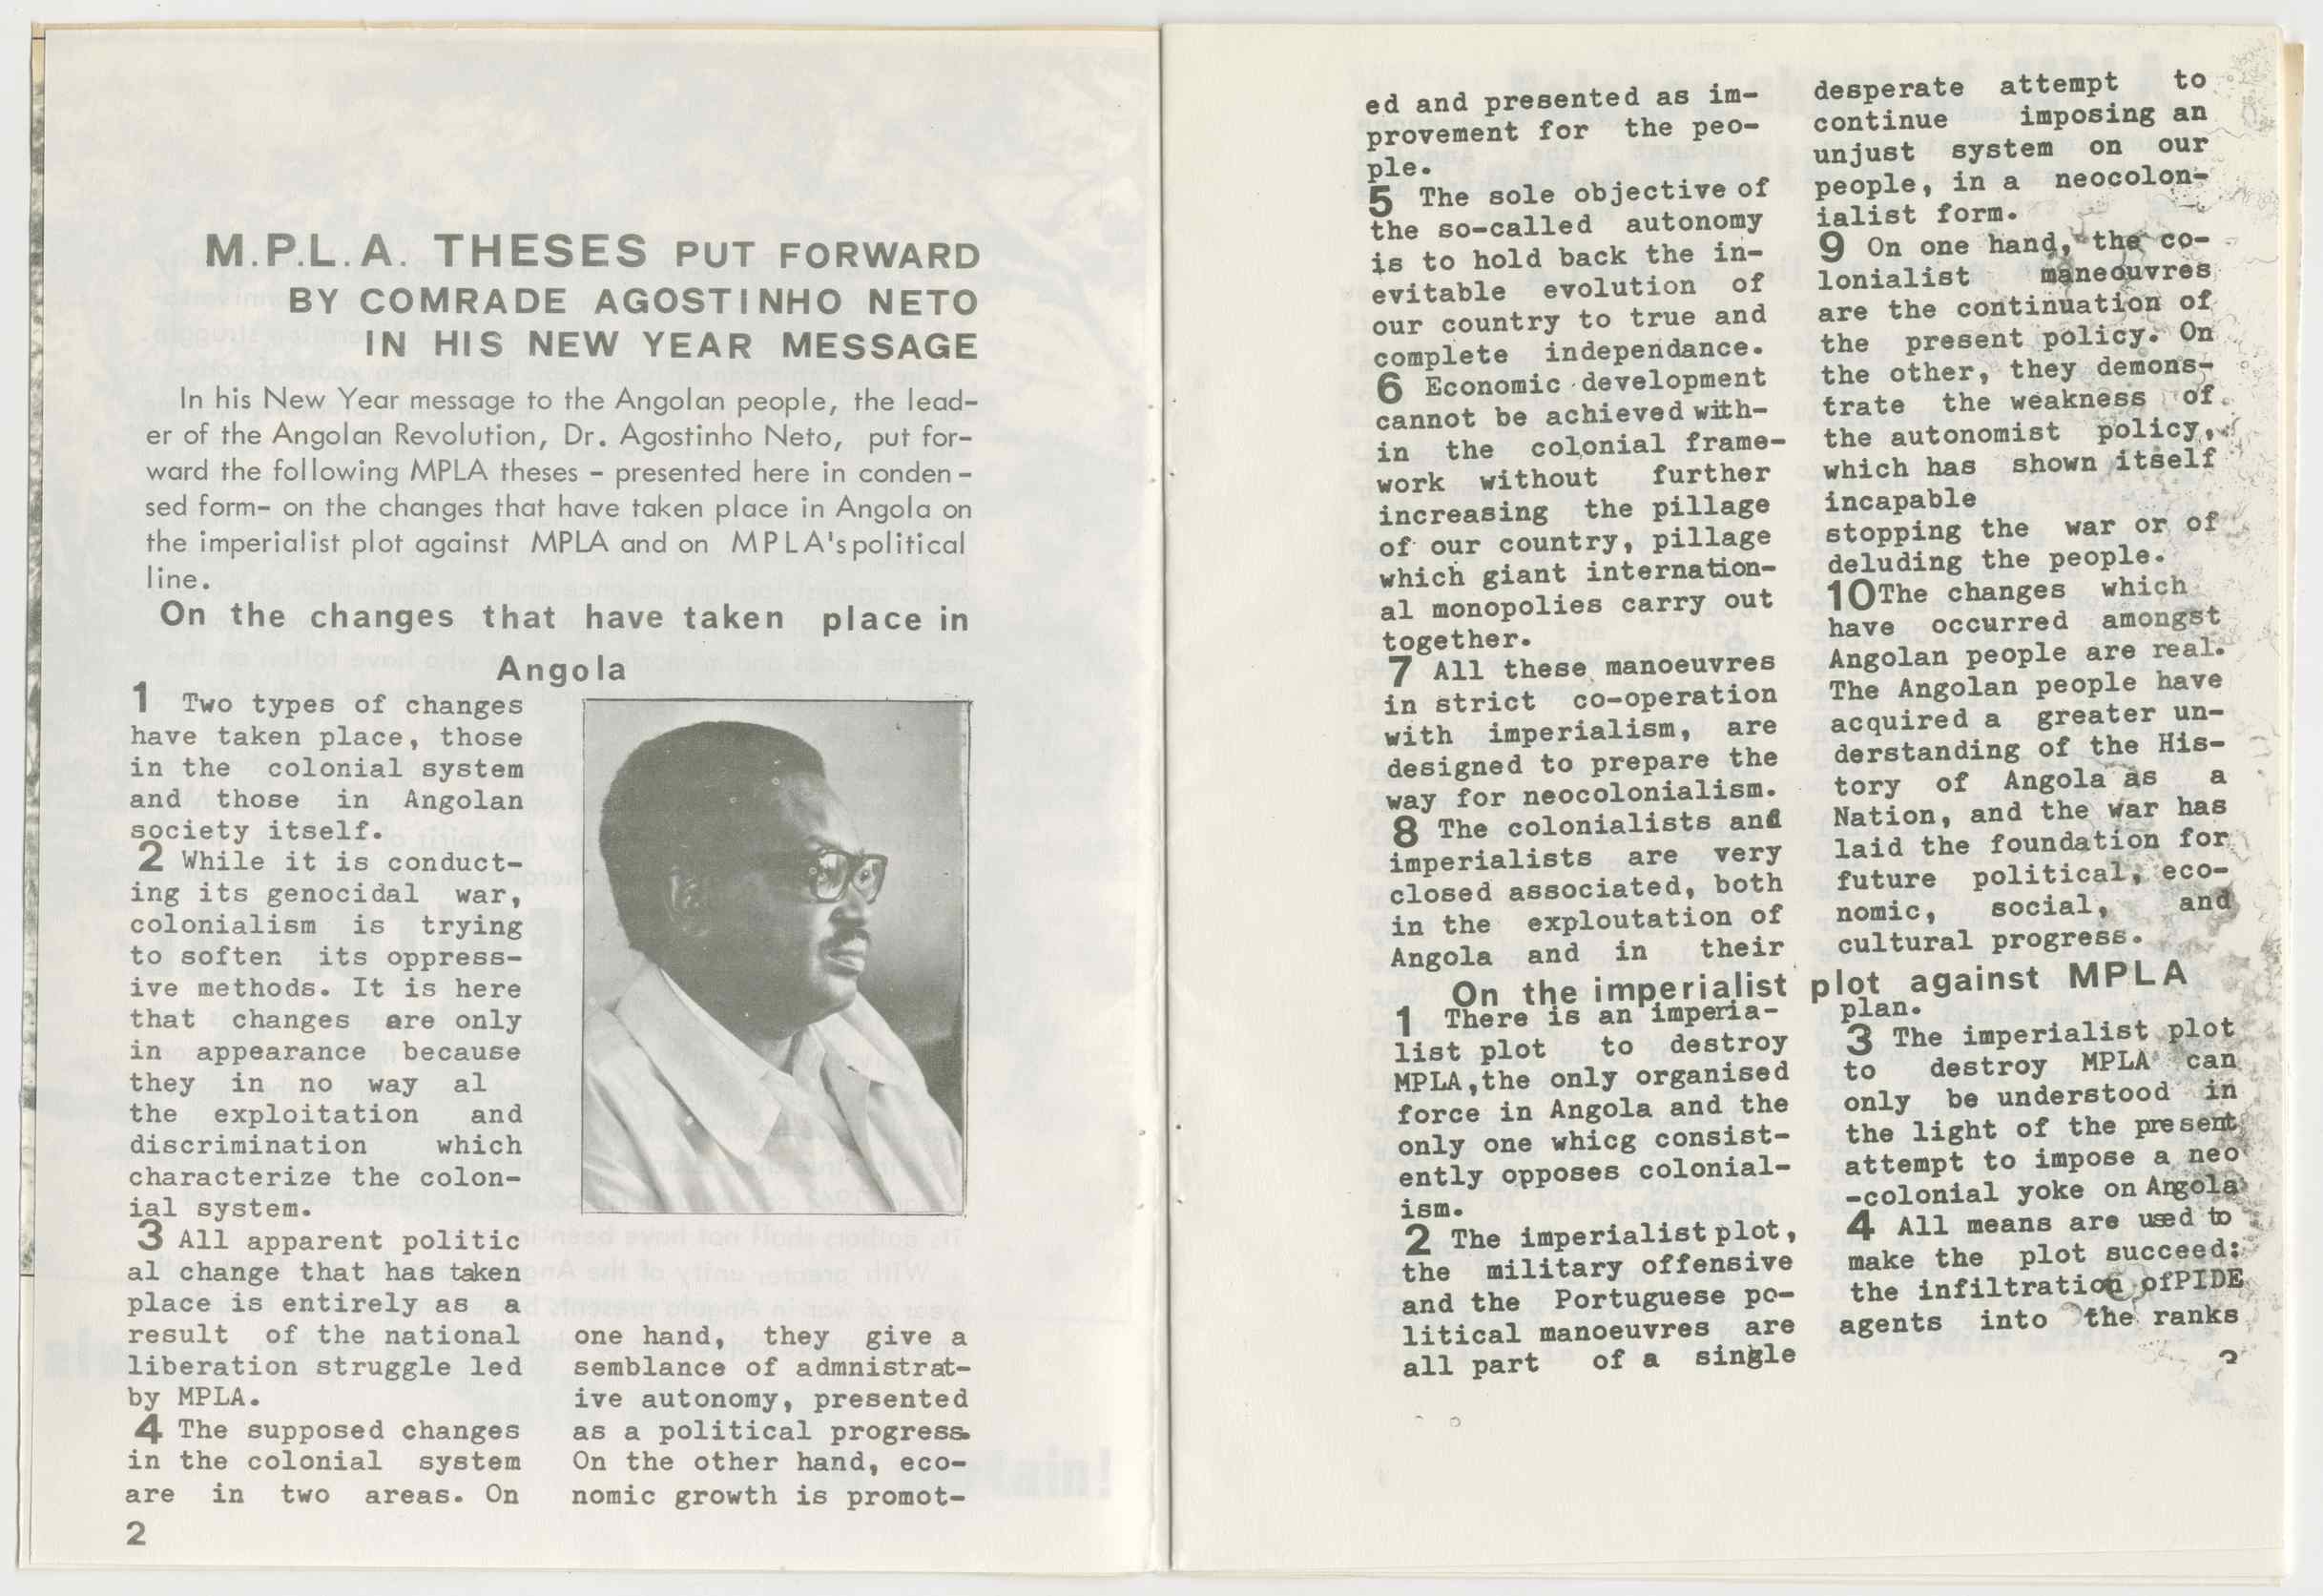 M.P.L.A. THESES PUT FORWARD
BY COMRADE AGOSTINHO NETO
IN HIS NEW YEAR MESSAGE
In his New Year message to the Angolan people, the lead-
er of the Angolan Revolution, Dr. Agostinho Neto, put for-
ward the following MPLA theses - presented here in conden-
sed form- on the changes that have taken place in Angola on
the imperialist plot against MPLA and on MPLA's political
line.
On the changes that have taken place in
Angola
1 Two types of changes
have taken place, those
in the colonial system
and those in Angolan
society itself.
2 While it is conduct-
ing its genocidal war,
colonialism is trying
to soften its oppress-
ive methods. It is here
that changes are only
in appearance because
they in no way al
the exploitation and
discrimination which
characterize the colon-
ial system.
3 All apparent politic
al change that has taken
place is entirely as a
result of the national
liberation struggle led
by MPLA.
4 The supposed changes
in the colonial system
are in two areas. On
one hand, they give a
semblance of admnistrat-
ive autonomy, presented
as a political progress.
On the other hand, eco-
nomic growth is promot-
2
ed and presented as im-
provement for the peo-
ple.
5 The sole objective of
the so-called autonomy
is to hold back the in-
evitable evolution of
our country to true and
complete independance.
6 Economic development
cannot be achieved with-
in the colonial frame-
work without further
increasing the pillage
of our country, pillage
which giant internation-
al monopolies carry out
together.
7 All these manoeuvres
in strict co-operation
with imperialism, are
designed to prepare the
way for neocolonialism.
8 The colonialists and
imperialists are very
closed associated, both
in the exploutation of
Angola and in their
desperate attempt to
continue imposing an
unjust system on our
people, in a neocolon-
ialist form.
9 On one hand, the co-
lonialist maneouvres
are the continuation of
the present policy. On
the other, they demons-
trate the weakness of
the autonomist policy,
which has shown itself
incapable
stopping the war or of
deluding the people.
10 The changes which
have occurred amongst
Angolan people are real.
The Angolan people have
acquired a greater un-
derstanding of the His-
tory of Angola as a
Nation, and the war has
laid the foundation for
future political, eco-
nomic, social, and
cultural progress.
On the imperialist plot against MPLA
1 There is an imperia-
list plot to destroy
MPLA,the only organised
force in Angola and the
only one whicg consist-
ently opposes colonial-
ism.
2 The imperialist plot,
the military offensive
and the Portuguese po-
litical manoeuvres are
all part of a single
plan.
3 The imperialist plot
to destroy MPLA can
only be understood in
the light of the present
attempt to impose a neo
-colonial yoke on Angola
4 All means are used to
make the plot succeed:
the infiltration ofPIDE
agents into the ranks